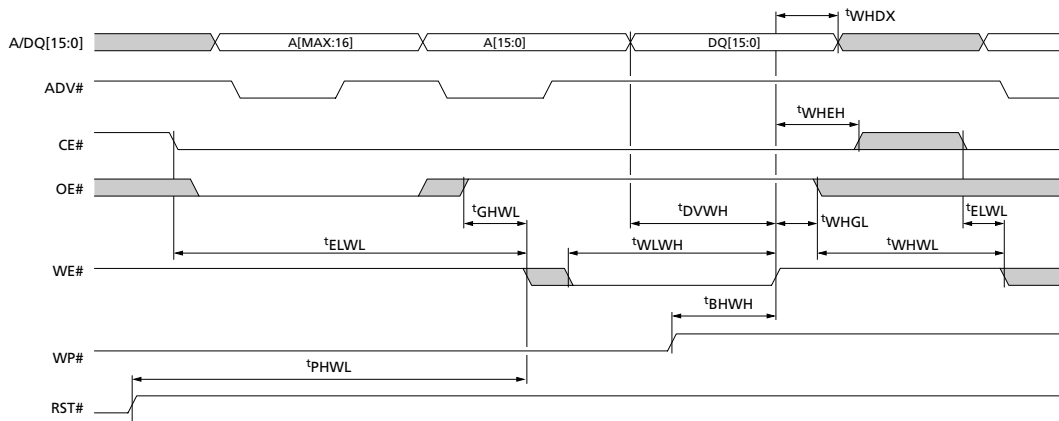 tWHDX
A/DQ[15:0] A[MAX:16] A[15:0] DQ[15:0]
ADV#
tWHEH
CE#
OE#
tGHWL tDVWH tWHGL tELWL
tELWL tWLWH tWHWL
WE#
tBHWH
WP#
tPHWL
RST#